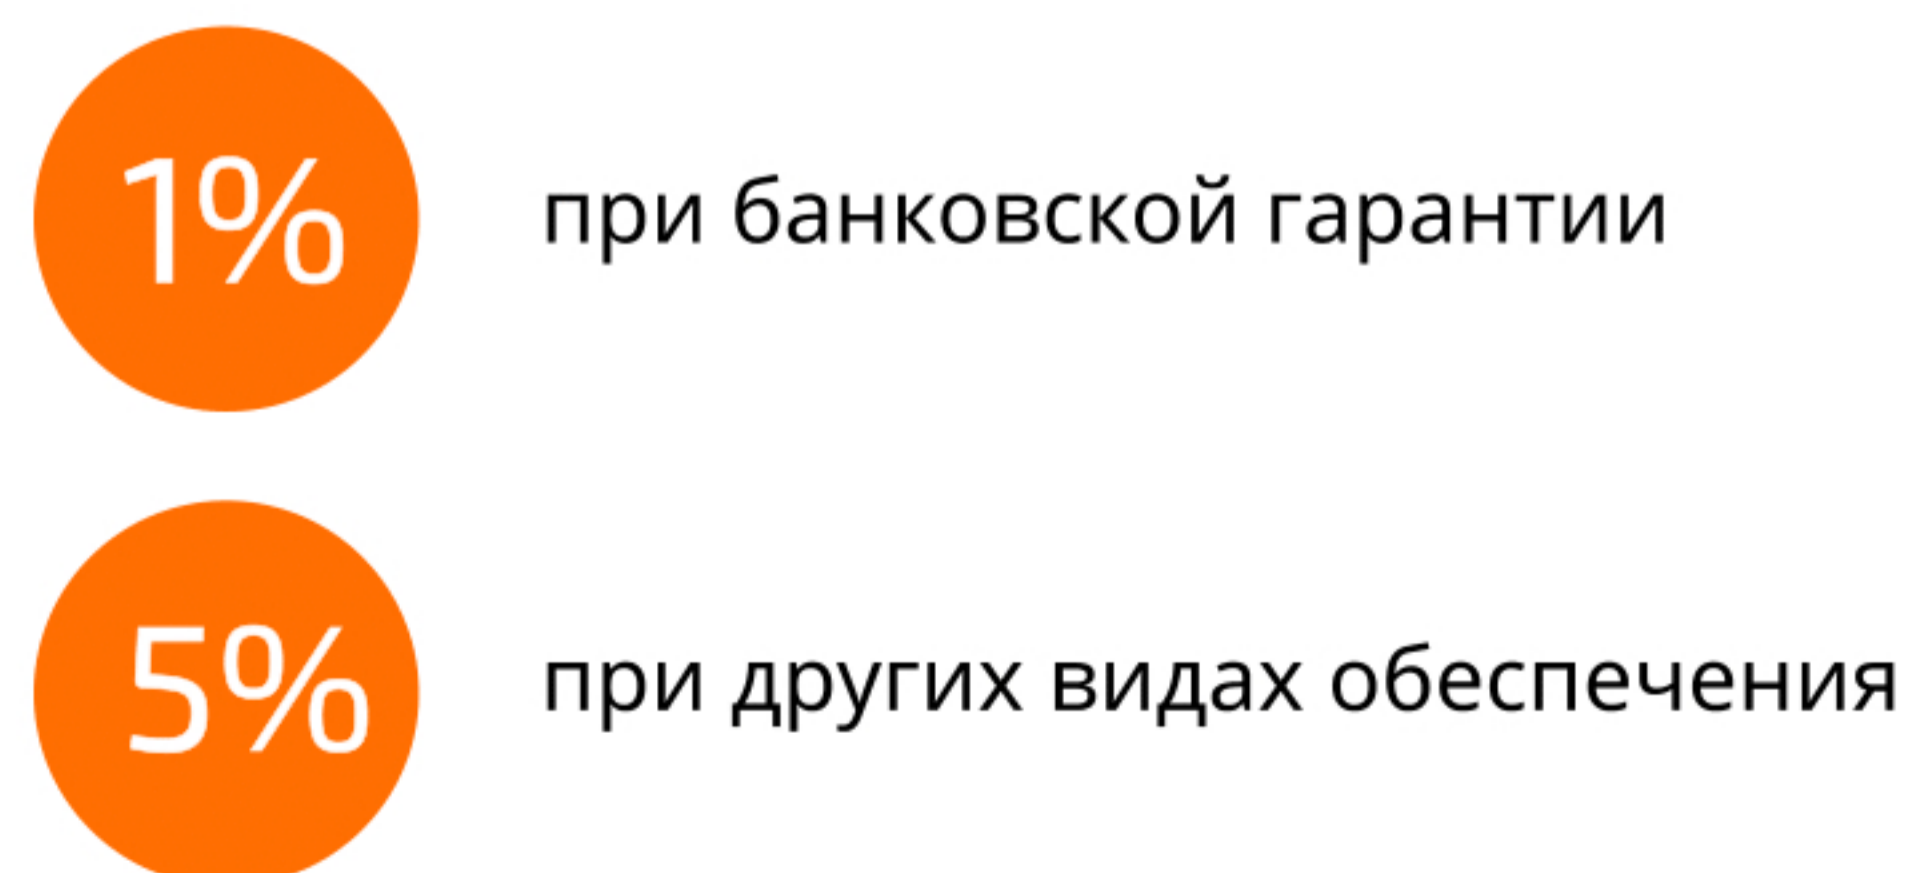 1% при банковской гарантии
5% при других видах обеспечения